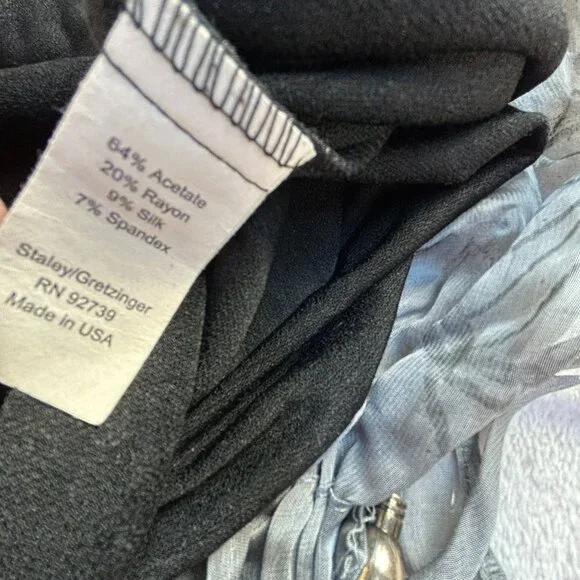 64% Acetate
20% Rayon
9% Silk
7% Spandex
Staley/Gretzinger
RN 92739
Made in USA